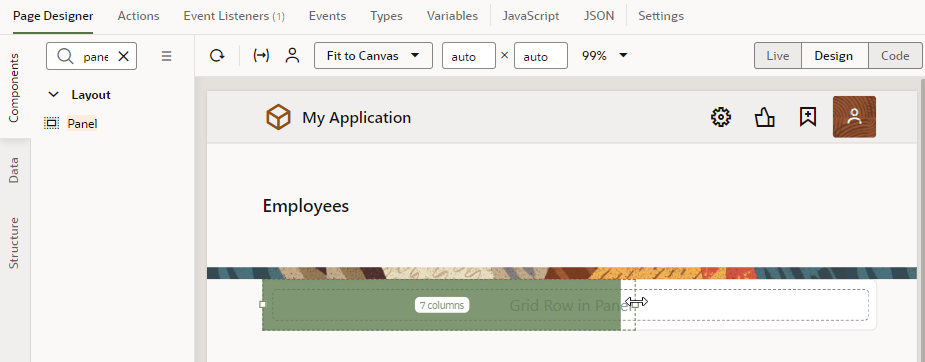 Page Designer Actions Event Listeners (1) Events Types Variables JavaScript JSON Settings
Components
Data
Structure
pane
Layout
Panel
Fit to Canvas auto × auto 99% Live Design Code
My Application
Employees
7 columns Grid Row in Panel